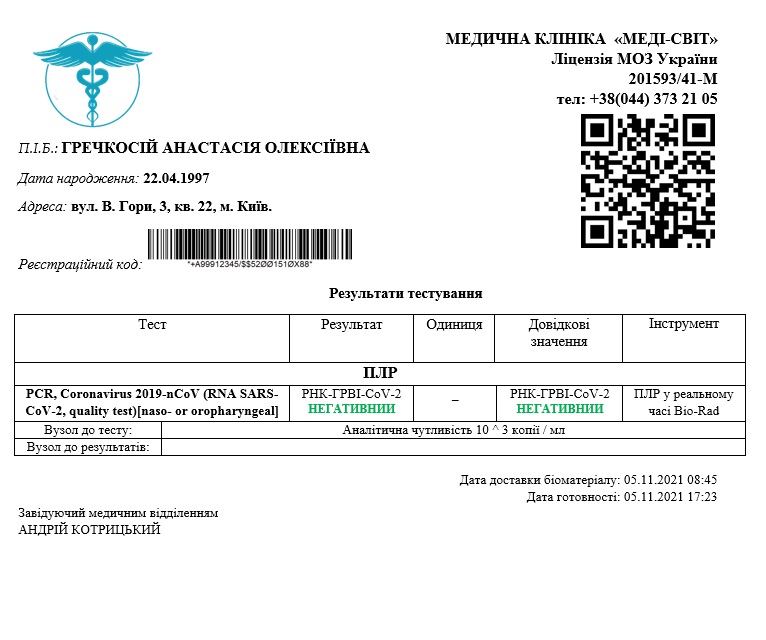 МЕДИЧНА КЛІНІКА «МЕДІ-СВІТ»
Ліцензія МОЗ України
201593/41-М
тел: +38(044) 373 21 05
П.І.Б.: ГРЕЧКОСІЙ АНАСТАСІЯ ОЛЕКСІЇВНА
Дата народження: 22.04.1997
Адреса: вул. В. Гори, 3, кв. 22, м. Київ.
Реєстраційний код:
*+A99912345/$$52ØØ151ØX88*
Результати тестування
Тест Результат Одиниця Довідкові значення Інструмент
ПЛР
PCR, Coronavirus 2019-nCoV (RNA SARS-
CoV-2, quality test)[naso- or oropharyngeal]
РНК-ГРВІ-CoV-2
НЕГАТИВНИЙ
–
РНК-ГРВІ-CoV-2
НЕГАТИВНИЙ
ПЛР у реальному
часі Bio-Rad
Вузол до тесту: Аналітична чутливість 10 ^ 3 копії / мл
Вузол до результатів:
Дата доставки біоматеріалу: 05.11.2021 08:45
Дата готовності: 05.11.2021 17:23
Завідуючий медичним відділенням
АНДРІЙ КОТРИЦЬКИЙ